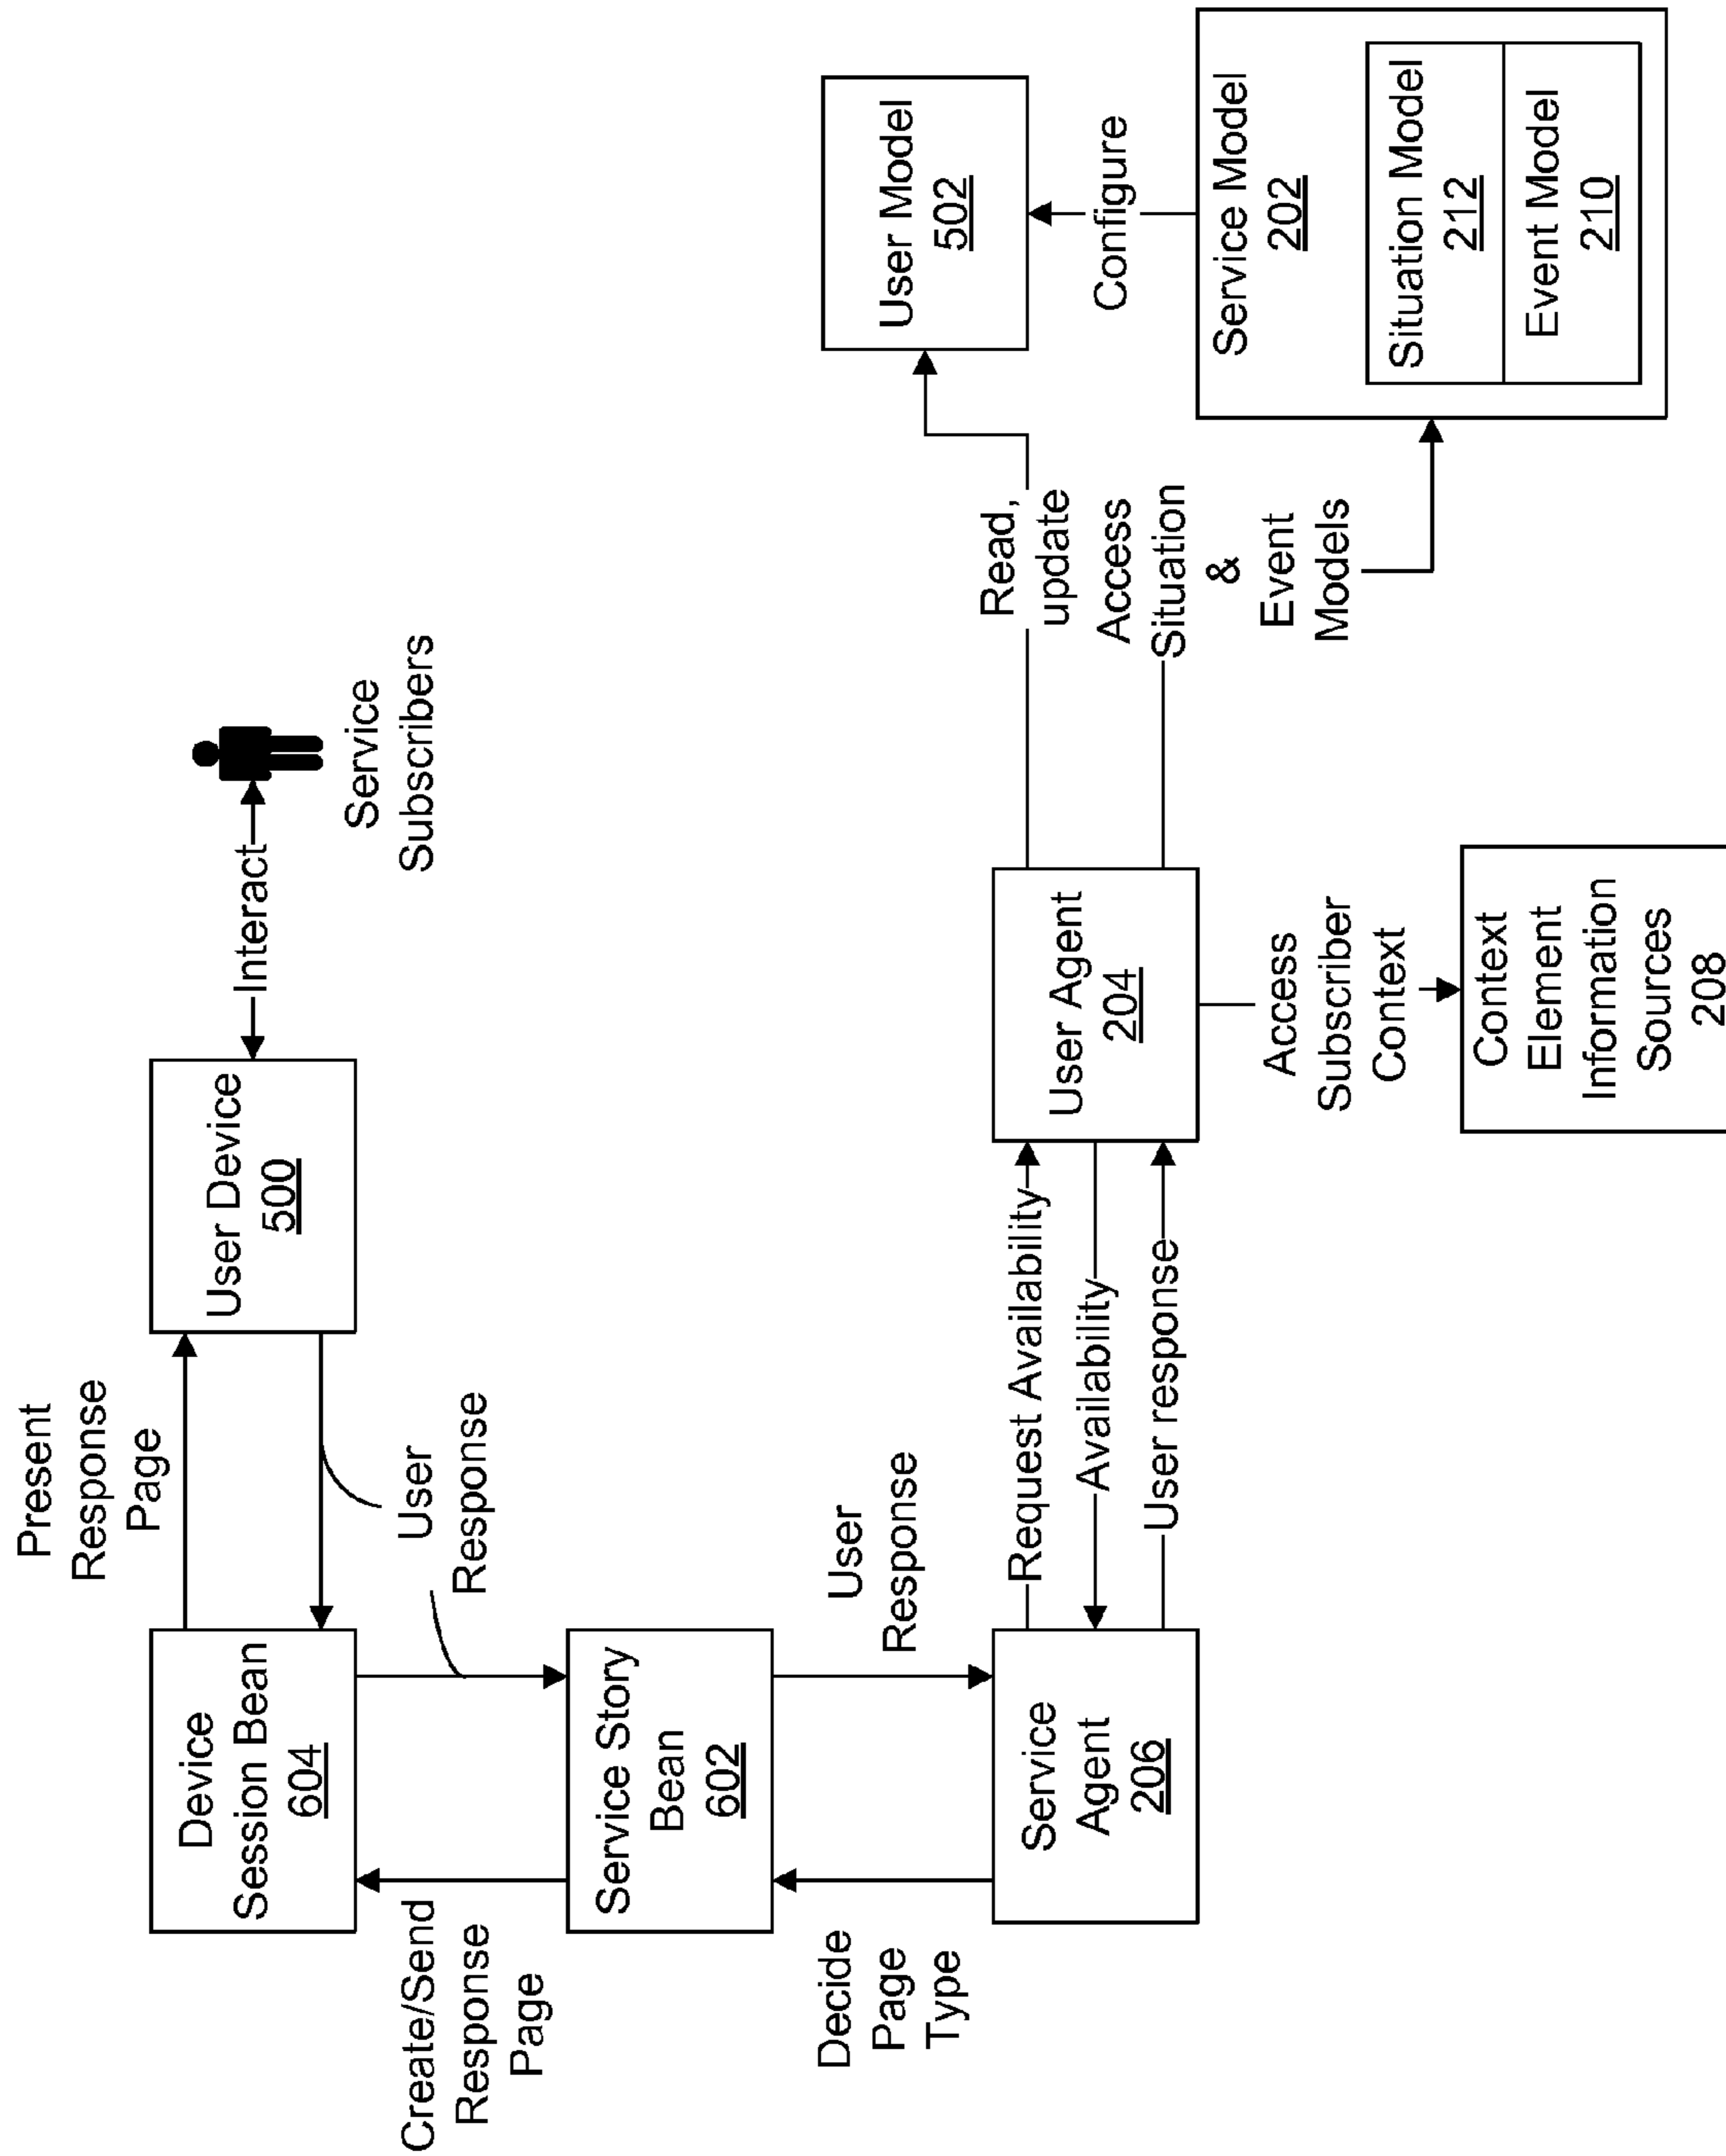 Present
Response
Page
Device
Session Bean
604
User Device
500
Interact
Service
Subscribers
User
Response
Create/Send
Response
Page
Service Story
Bean
602
User
Response
Decide
Page
Type
Service
Agent
206
Request Availability
Availability
User response
User Agent
204
Access
Subscriber
Context
Context
Element
Information
Sources
208
Read,
update
Access
Situation
&
Event
Models
User Model
502
Configure
Service Model
202
Situation Model
212
Event Model
210